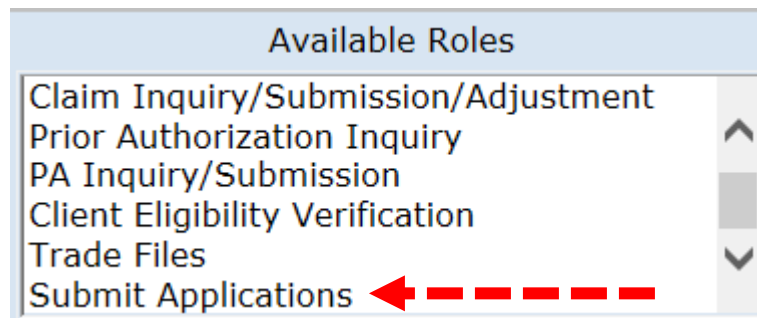 Available Roles
Claim Inquiry/Submission/Adjustment
Prior Authorization Inquiry
PA Inquiry/Submission
Client Eligibility Verification
Trade Files
Submit Applications